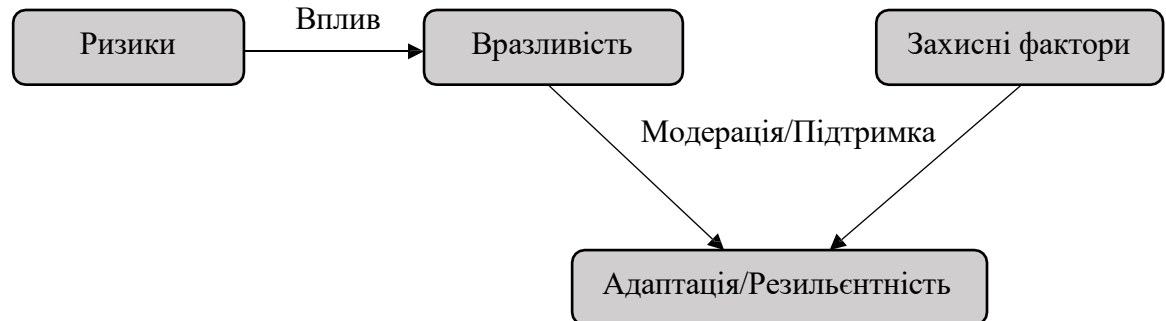 Вплив
Ризики
Вразливість
Захисні фактори
Модерація/Підтримка
Адаптація/Резильєнтність